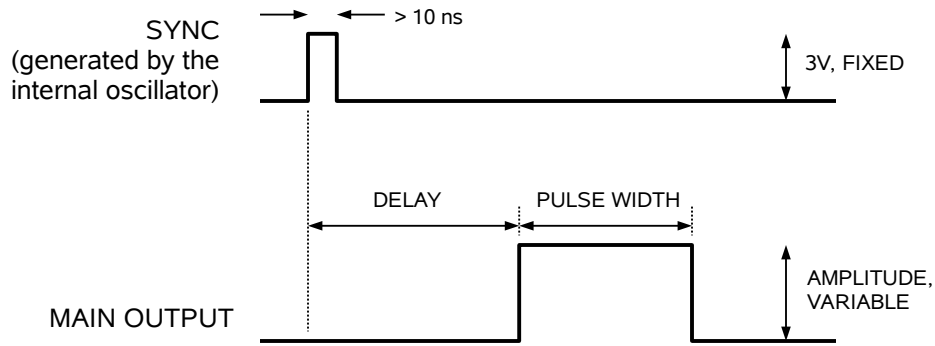 SYNC
(generated by the
internal oscillator)
> 10 ns
3V, FIXED
DELAY
PULSE WIDTH
AMPLITUDE,
VARIABLE
MAIN OUTPUT